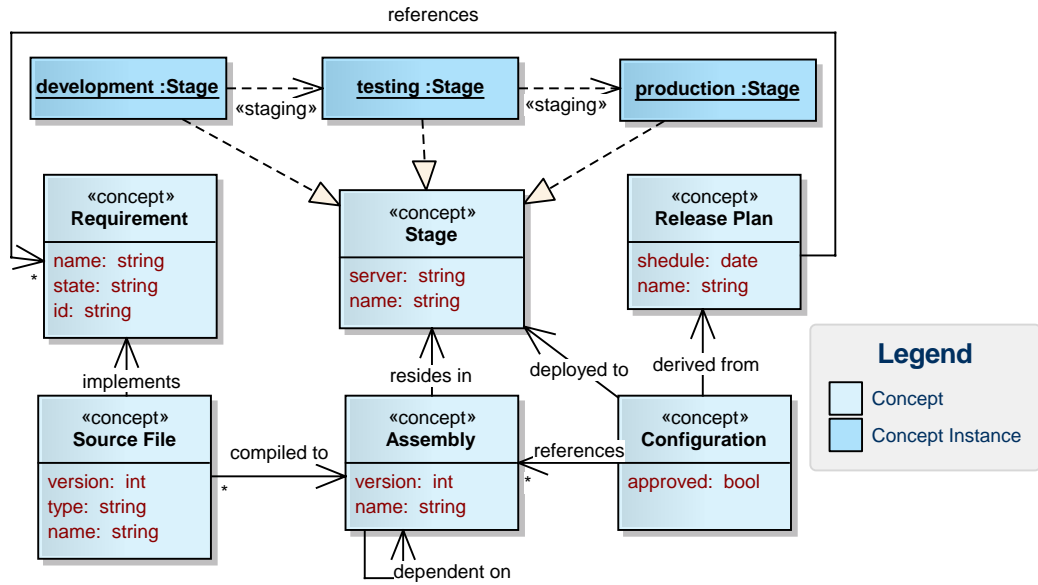 references
development :Stage
«staging»
testing :Stage
«staging»
production :Stage
«concept»
Requirement
name: string
state: string
id: string
*
«concept»
Stage
server: string
name: string
«concept»
Release Plan
shedule: date
name: string
implements
resides in
deployed to
derived from
«concept»
Source File
version: int
type: string
name: string
compiled to
*
«concept»
Assembly
version: int
name: string
references
*
«concept»
Configuration
approved: bool
dependent on
Legend
Concept
Concept Instance